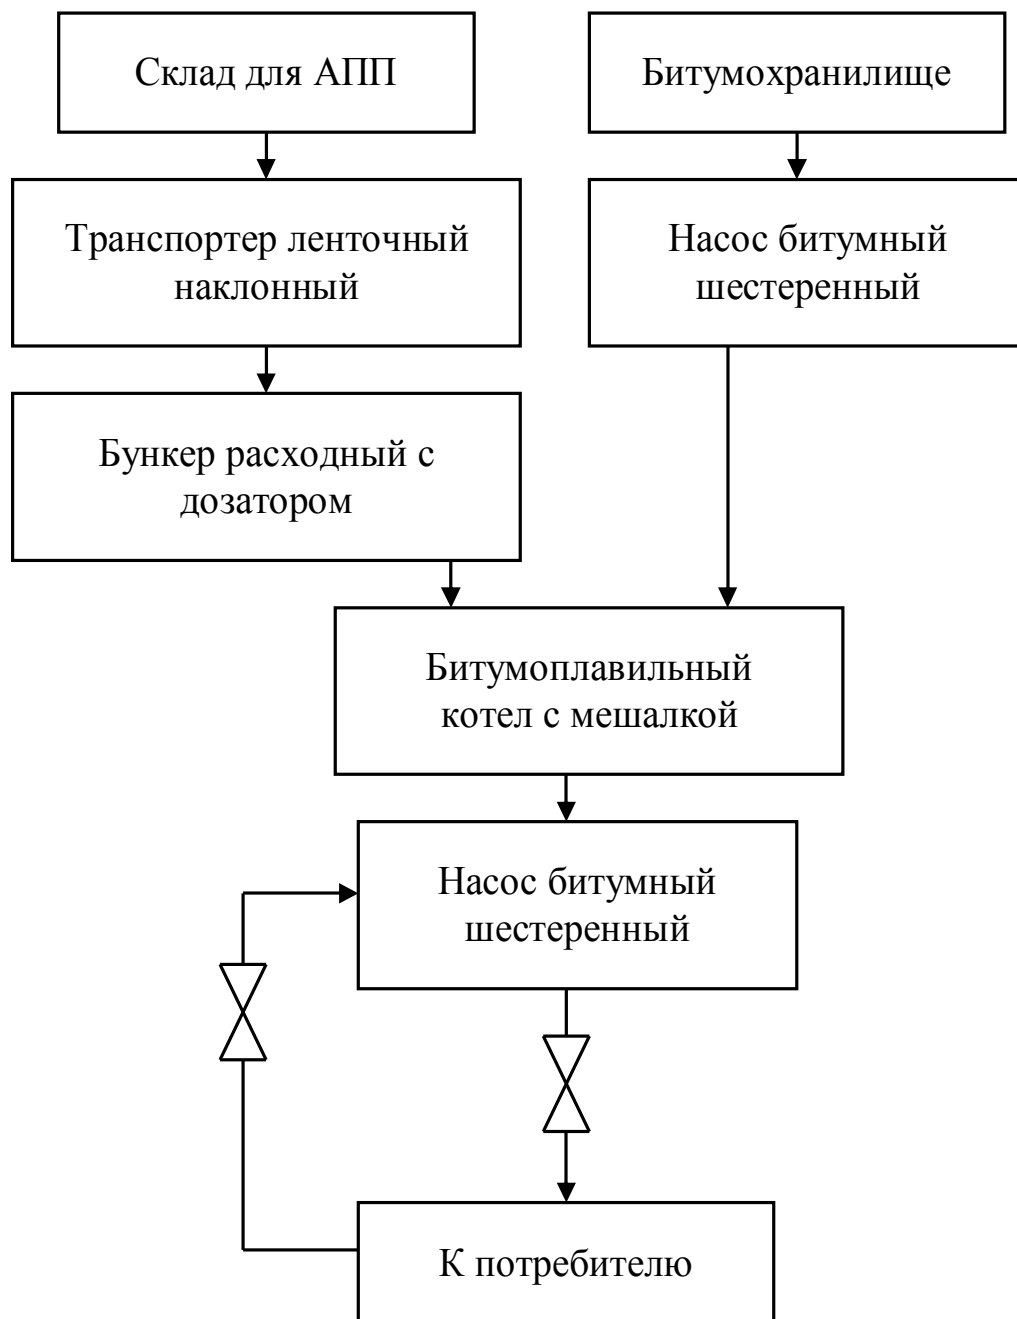 Склад для АПП
Битумохранилище
Транспортер ленточный
наклонный
Насос битумный
шестеренный
Бункер расходный с
дозатором
Битумоплавильный
котел с мешалкой
Насос битумный
шестеренный
К потребителю